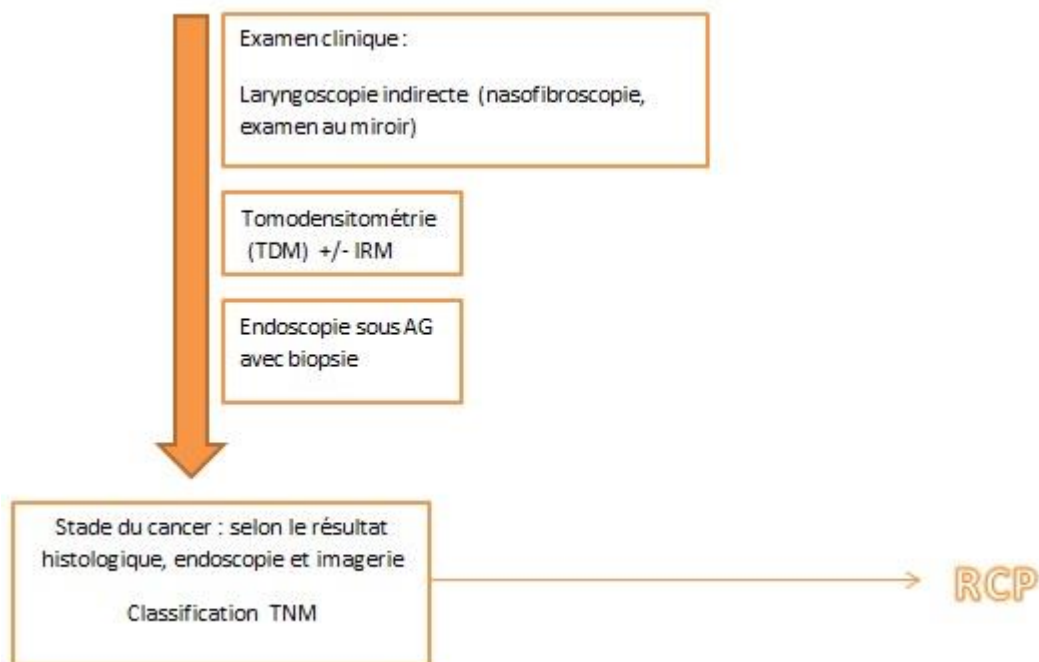 Examen clinique :
Laryngoscopie indirecte (nasofibroscopie,
examen au miroir)
Tomodensitométrie
(TDM) +/- IRM
Endoscopie sous AG
avec biopsie
Stade du cancer : selon le résultat
histologique, endoscopie et imagerie
Classification TNM
RCP